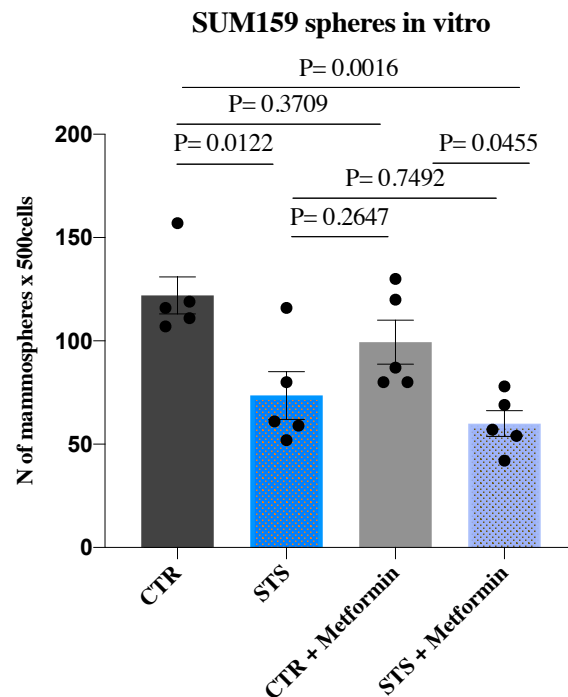 SUM159 spheres in vitro
P= 0.0016
P= 0.3709
P= 0.0122
P= 0.0455
P= 0.7492
P= 0.2647
N of mammospheres x 500cells
200
150
100
50
0
CTR
STS
CTR + Metformin
STS + Metformin